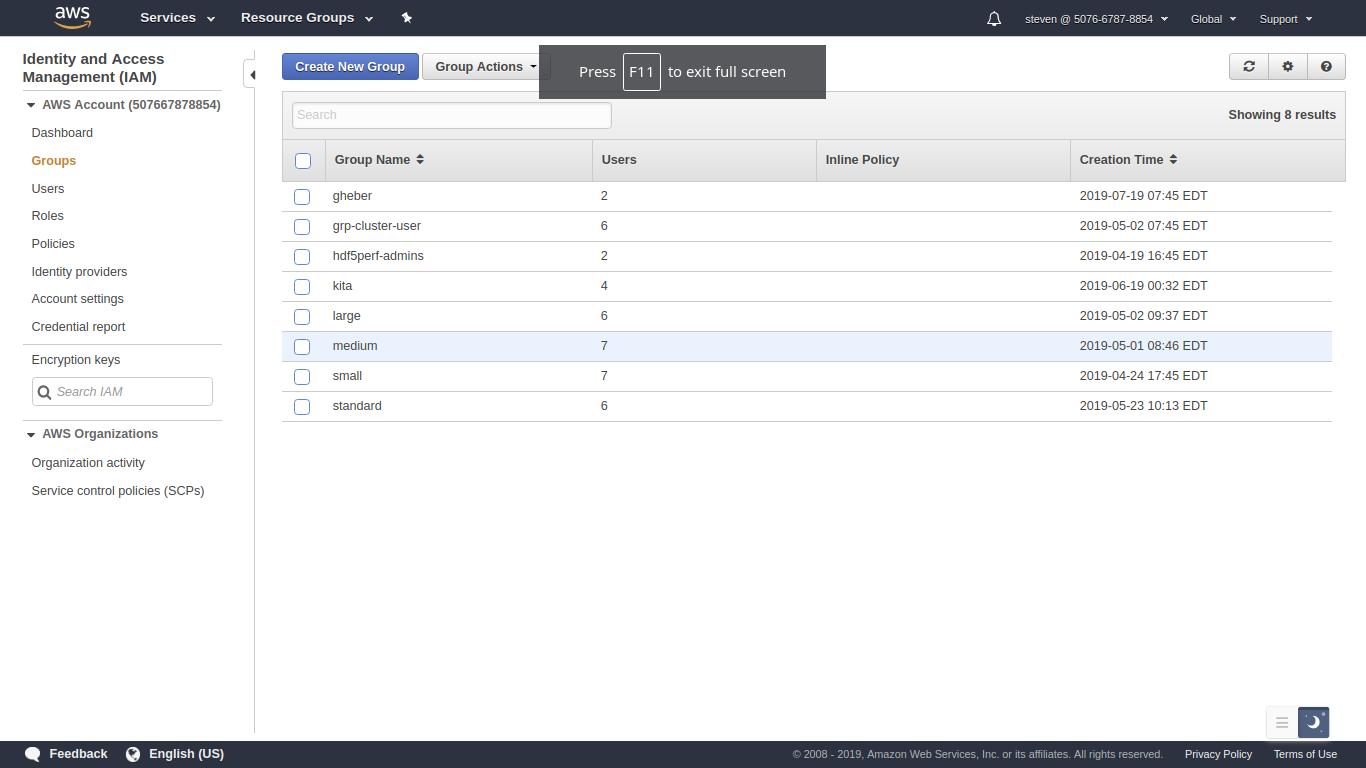 aws
Services
Resource Groups
steven @ 5076-6787-8854
Global
Support
Identity and Access
Management (IAM)
AWS Account (507667878854)
Dashboard
Groups
Users
Roles
Policies
Identity providers
Account settings
Credential report
Encryption keys
Search IAM
AWS Organizations
Organization activity
Service control policies (SCPs)
Create New Group
Group Actions
Press F11 to exit full screen
Search
Showing 8 results
Group Name Users Inline Policy Creation Time
gheber 2 2019-07-19 07:45 EDT
grp-cluster-user 6 2019-05-02 07:45 EDT
hdf5perf-admins 2 2019-04-19 16:45 EDT
kita 4 2019-06-19 00:32 EDT
large 6 2019-05-02 09:37 EDT
medium 7 2019-05-01 08:46 EDT
small 7 2019-04-24 17:45 EDT
standard 6 2019-05-23 10:13 EDT
Feedback
English (US)
© 2008 - 2019, Amazon Web Services, Inc. or its affiliates. All rights reserved.
Privacy Policy
Terms of Use